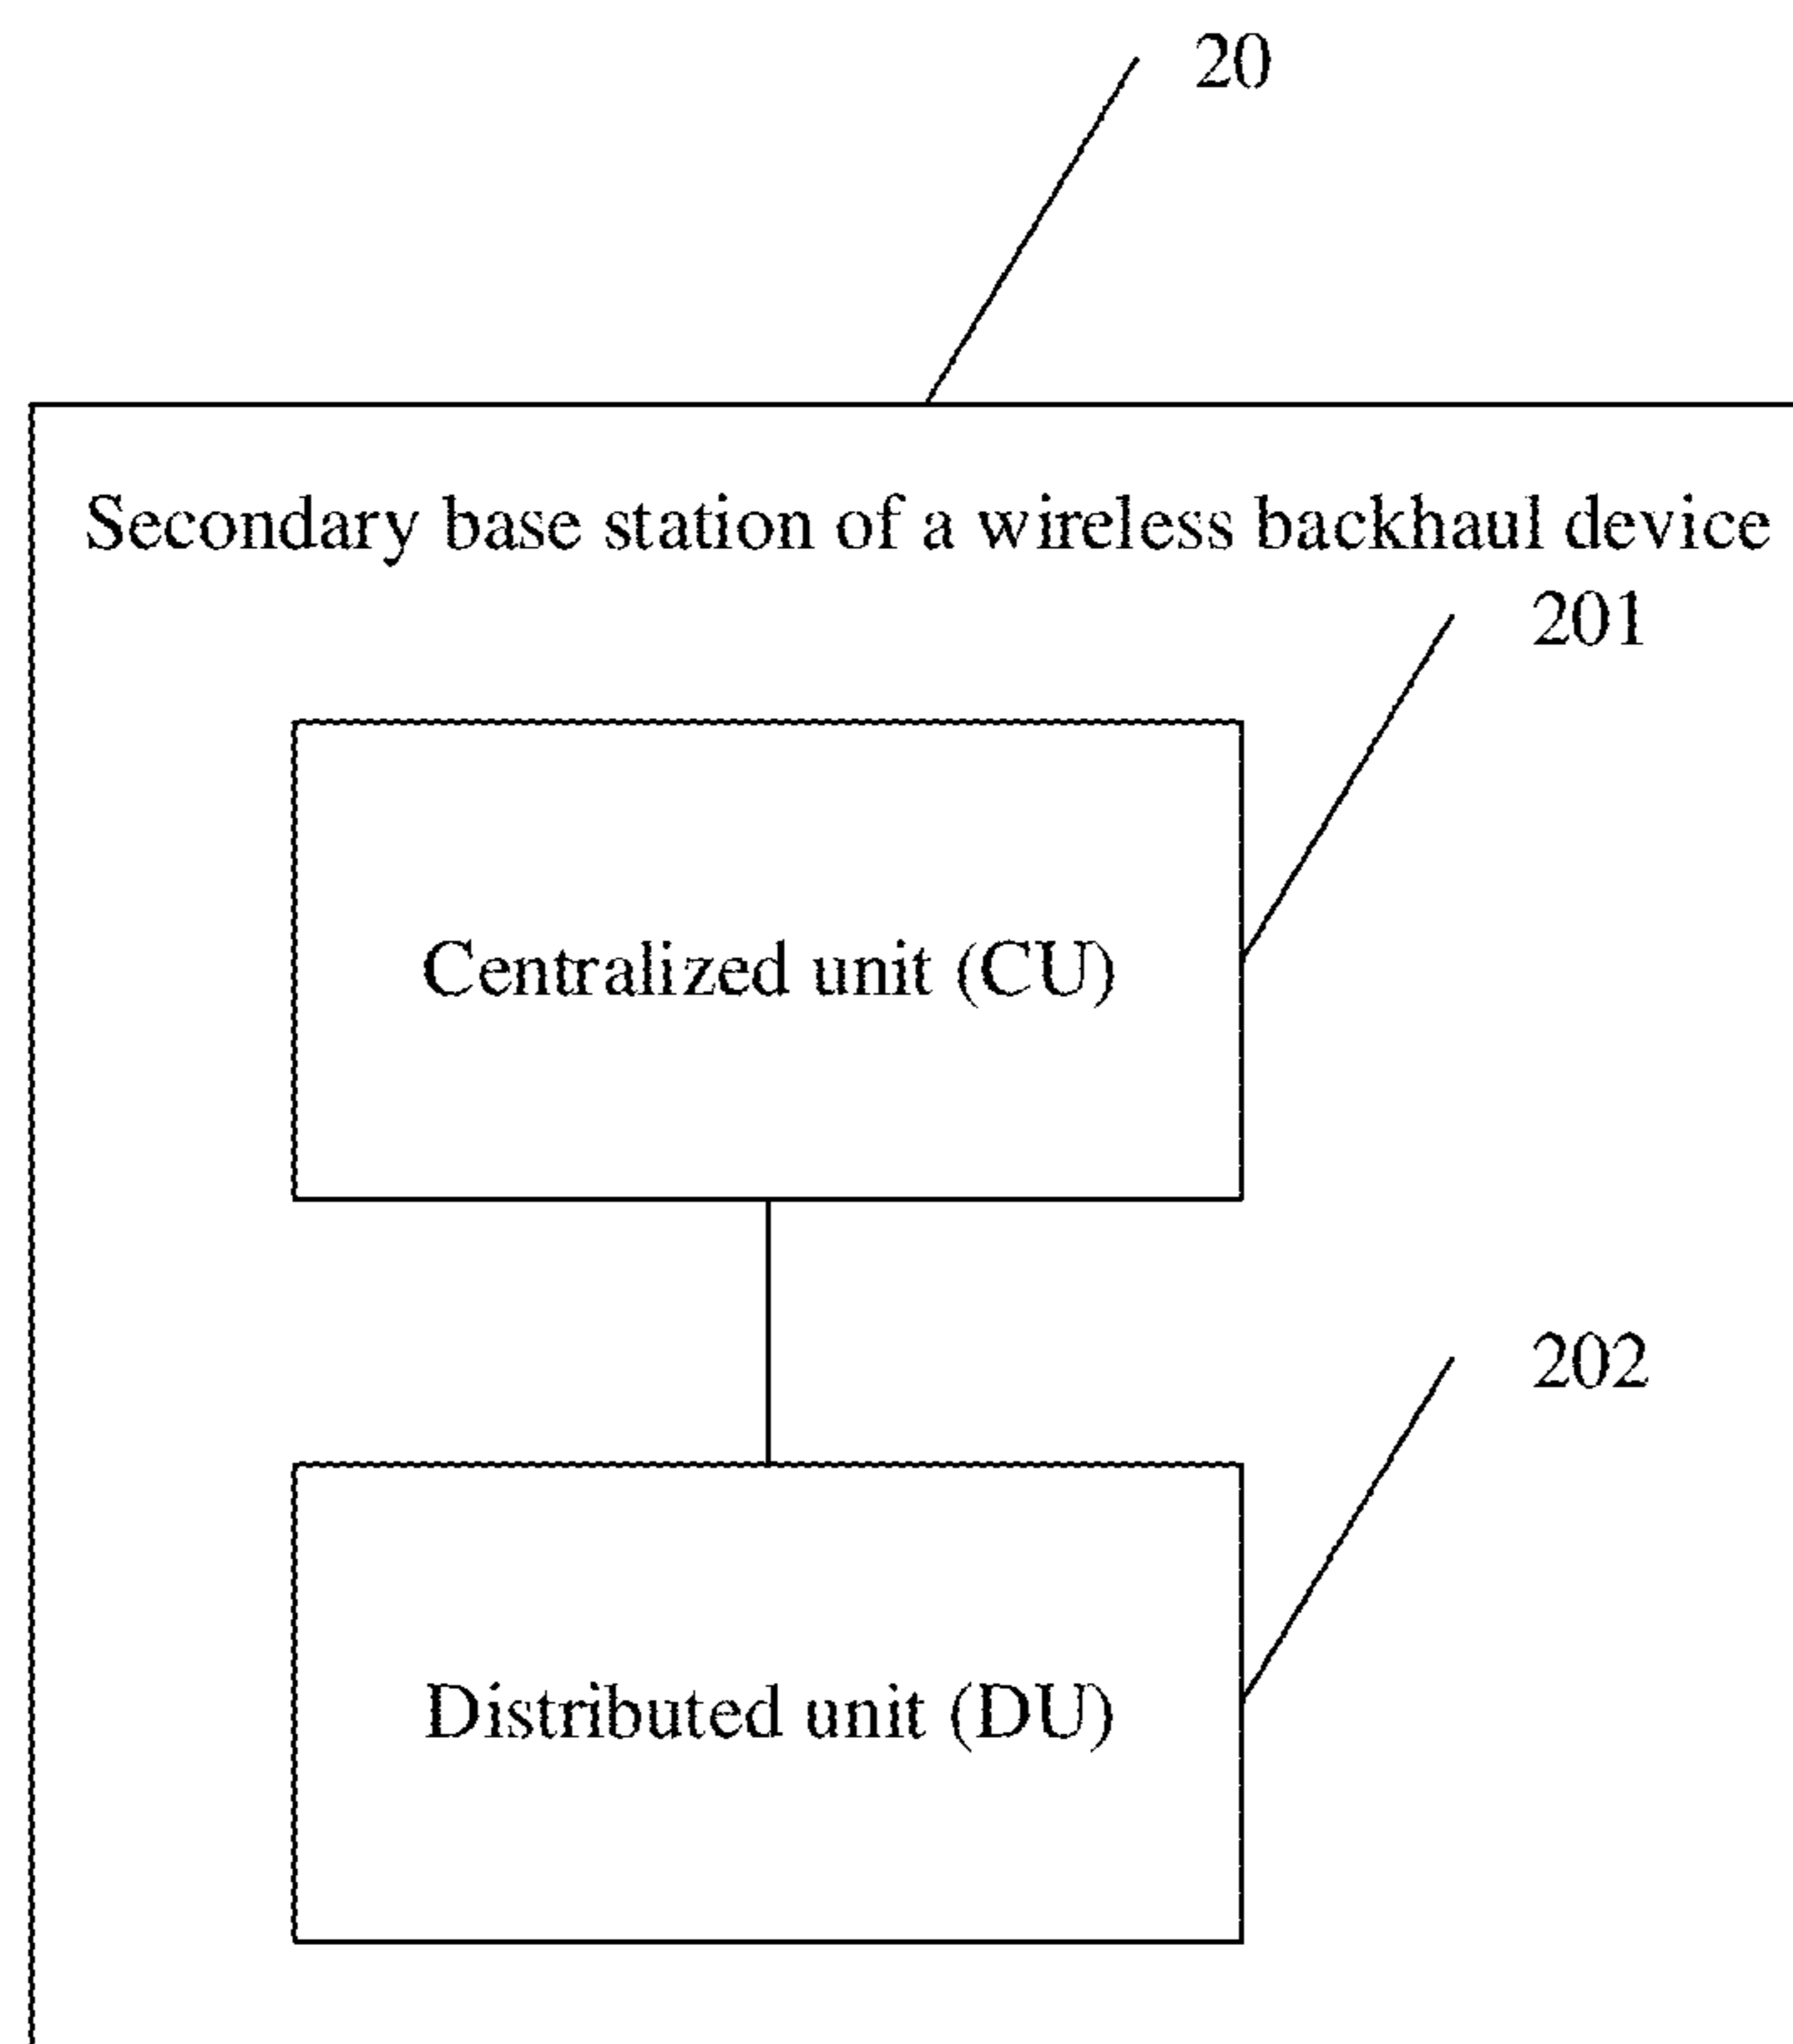 20
Secondary base station of a wireless backhaul device
201
Centralized unit (CU)
202
Distributed unit (DU)